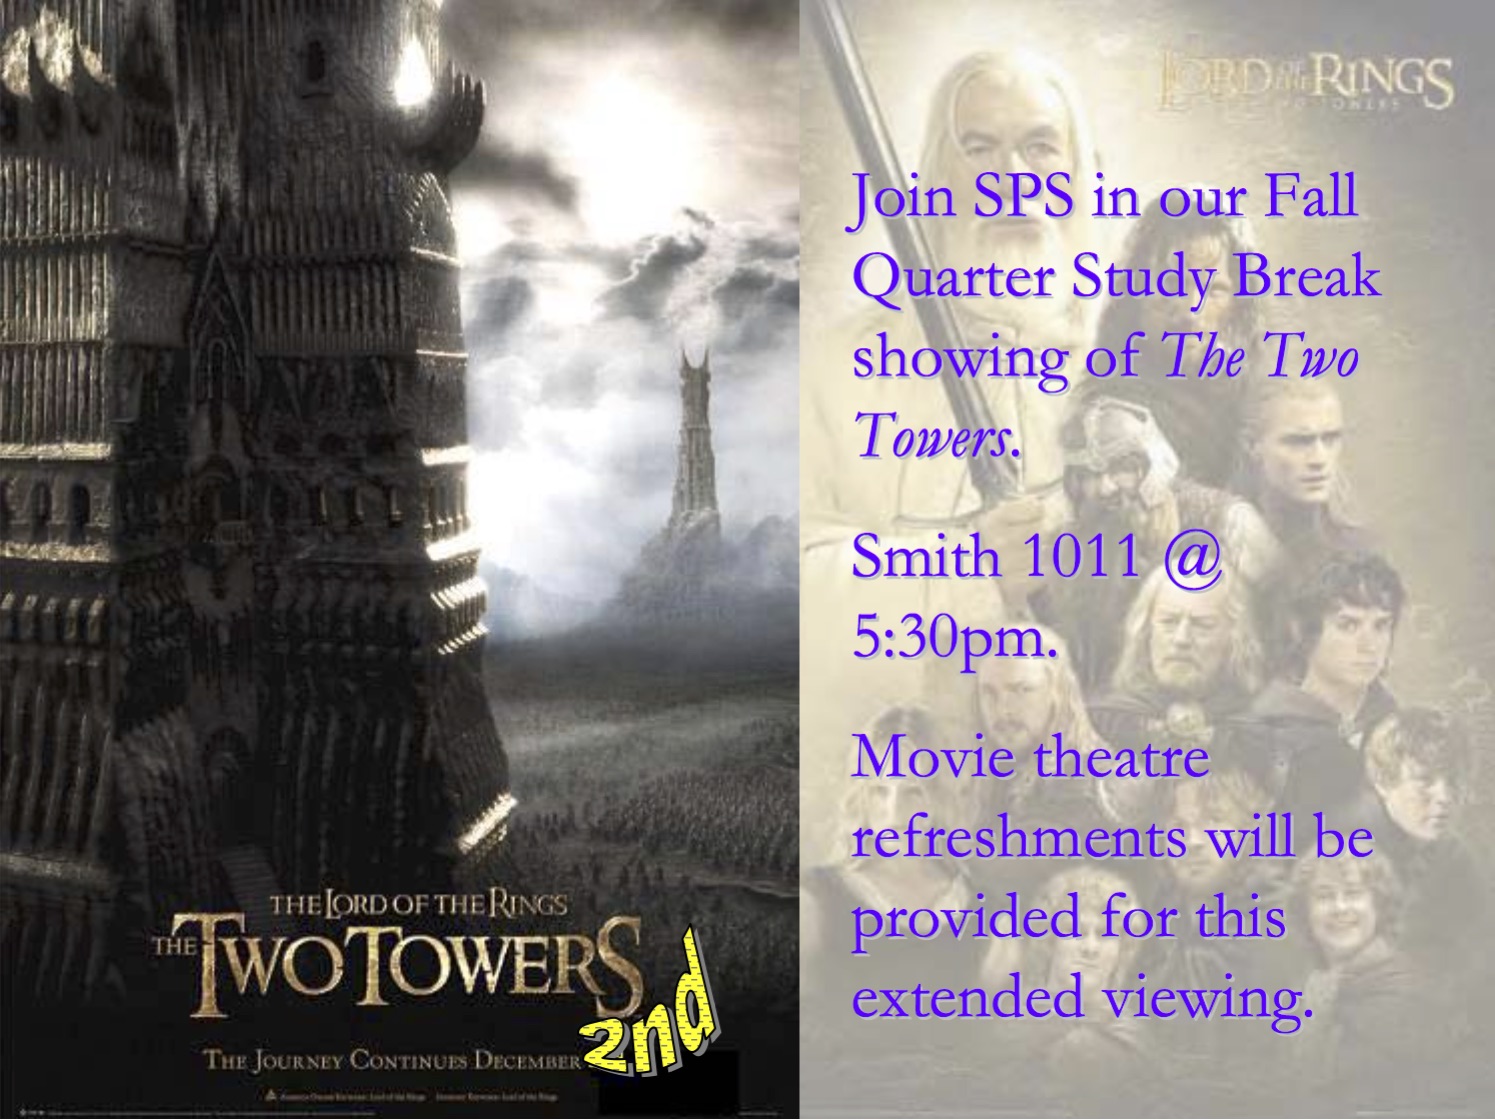 THE LORD OF THE RINGS
THE TWO TOWERS
THE JOURNEY CONTINUES DECEMBER 2nd
LORD OF THE RINGS
TWO TOWERS
Join SPS in our Fall
Quarter Study Break
showing of The Two
Towers.
Smith 1011 @
5:30pm.
Movie theatre
refreshments will be
provided for this
extended viewing.